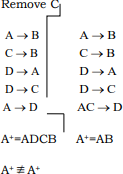 Remove C
A → B A → B
C → B C → B
D → A D → A
D → C D → C
A → D AC → D
A⁺=ADCB A⁺=AB
A⁺ ≢ A⁺